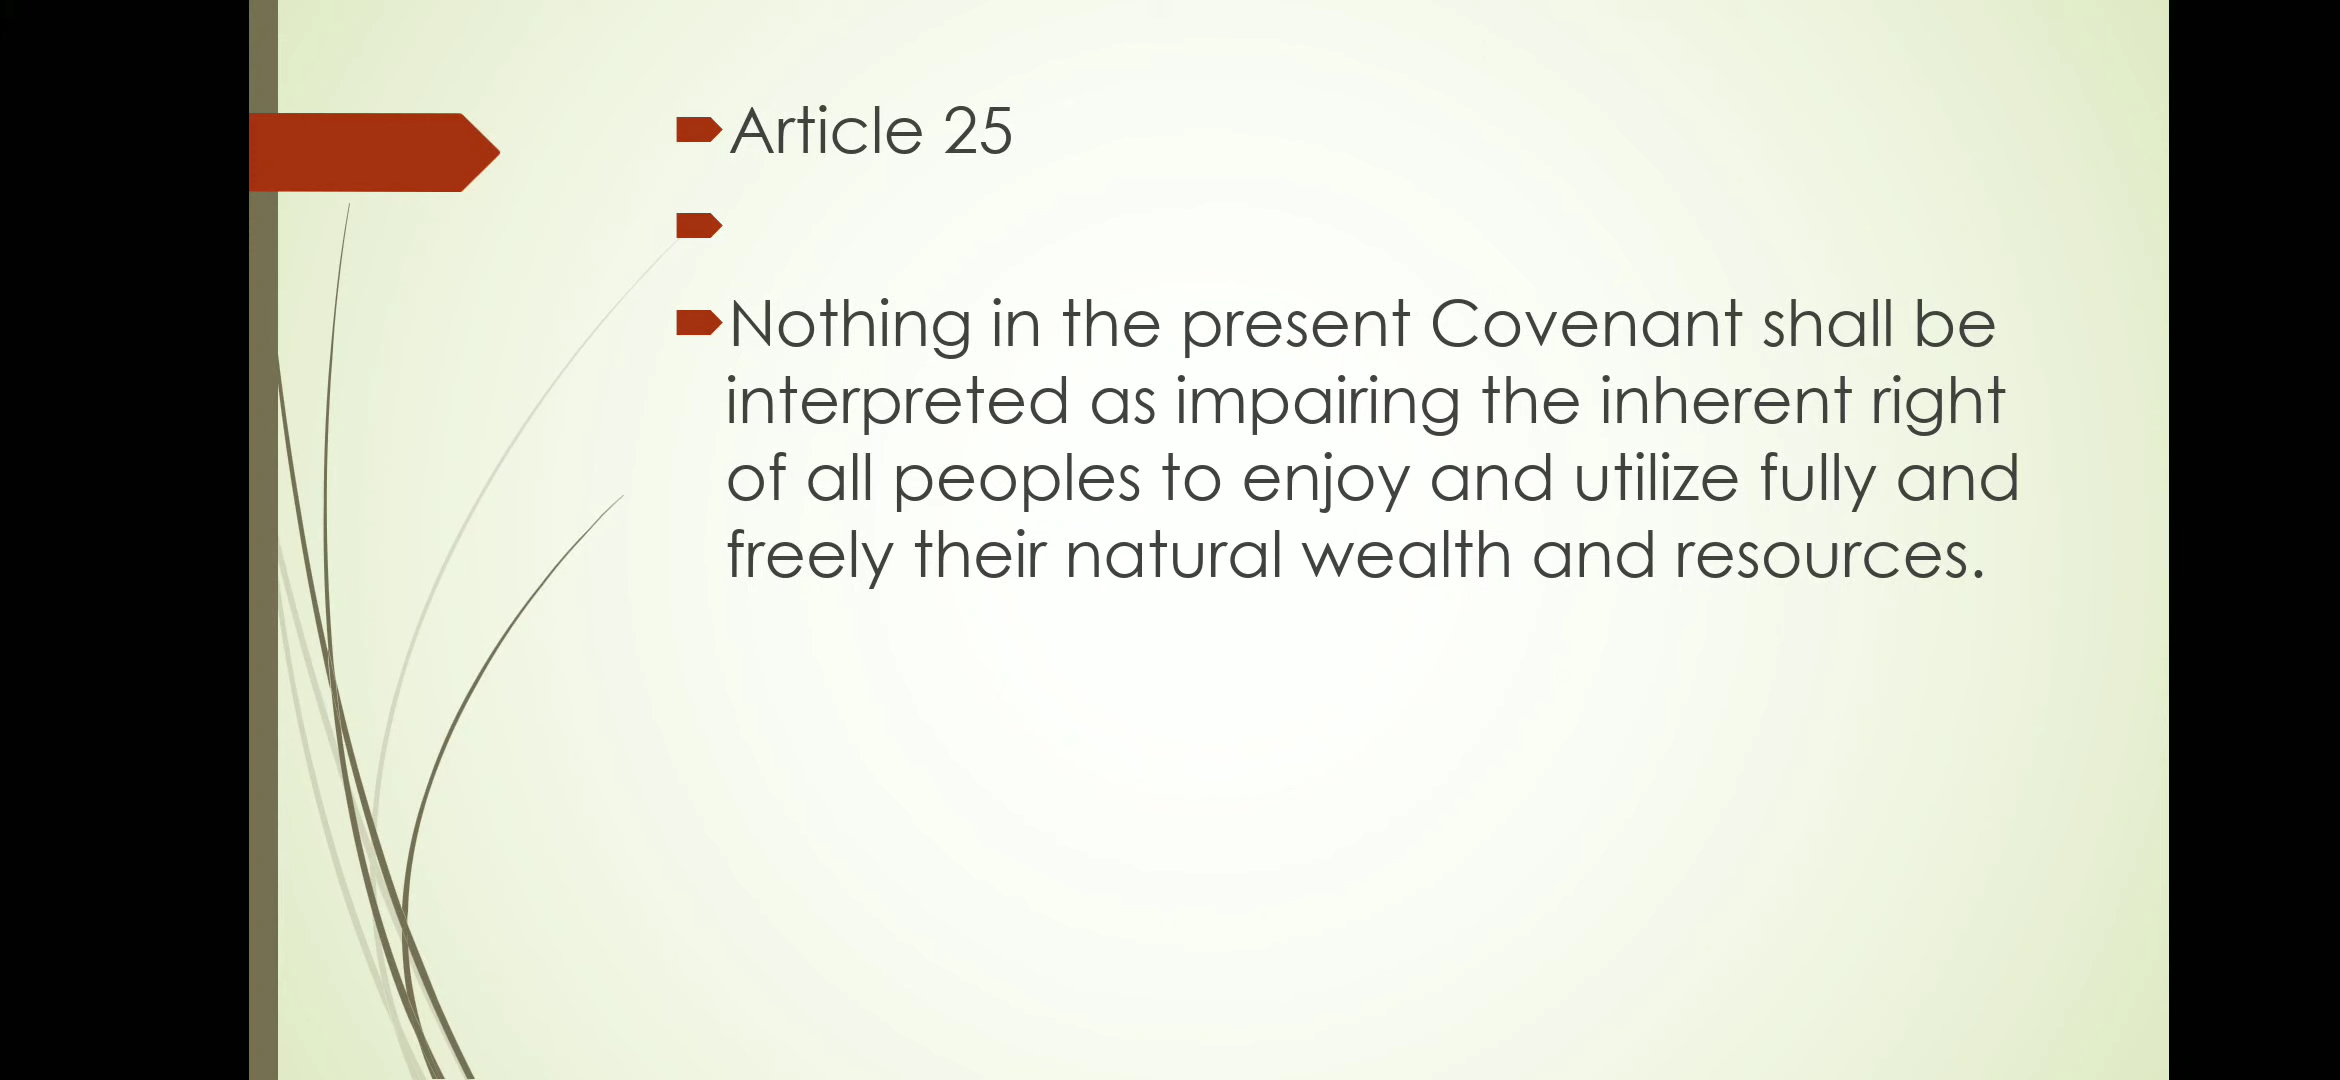 Article 25
Nothing in the present Covenant shall be
interpreted as impairing the inherent right
of all peoples to enjoy and utilize fully and
freely their natural wealth and resources.